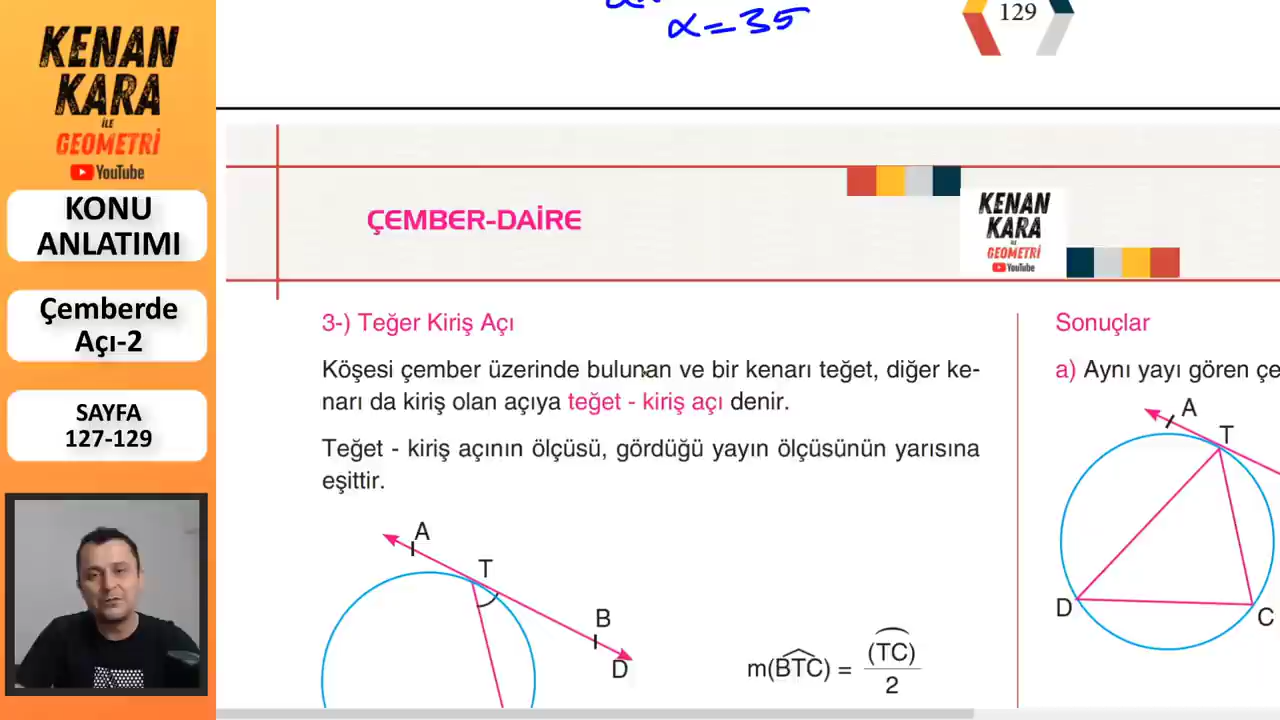 KENAN
KARA
İLE
GEOMETRİ
YouTube
KONU
ANLATIMI
Çemberde
Açı-2
SAYFA
127-129
α=35
129
ÇEMBER-DAİRE
KENAN
KARA
İLE
GEOMETRİ
YouTube
3-) Teğer Kiriş Açı
Köşesi çember üzerinde bulunan ve bir kenarı teğet, diğer ke-
narı da kiriş olan açıya teğet - kiriş açı denir.
Teğet - kiriş açının ölçüsü, gördüğü yayın ölçüsünün yarısına
eşittir.
A
T
B
D
m(BTC) = (TC)
2
Sonuçlar
a) Aynı yayı gören çe
A
T
D
C